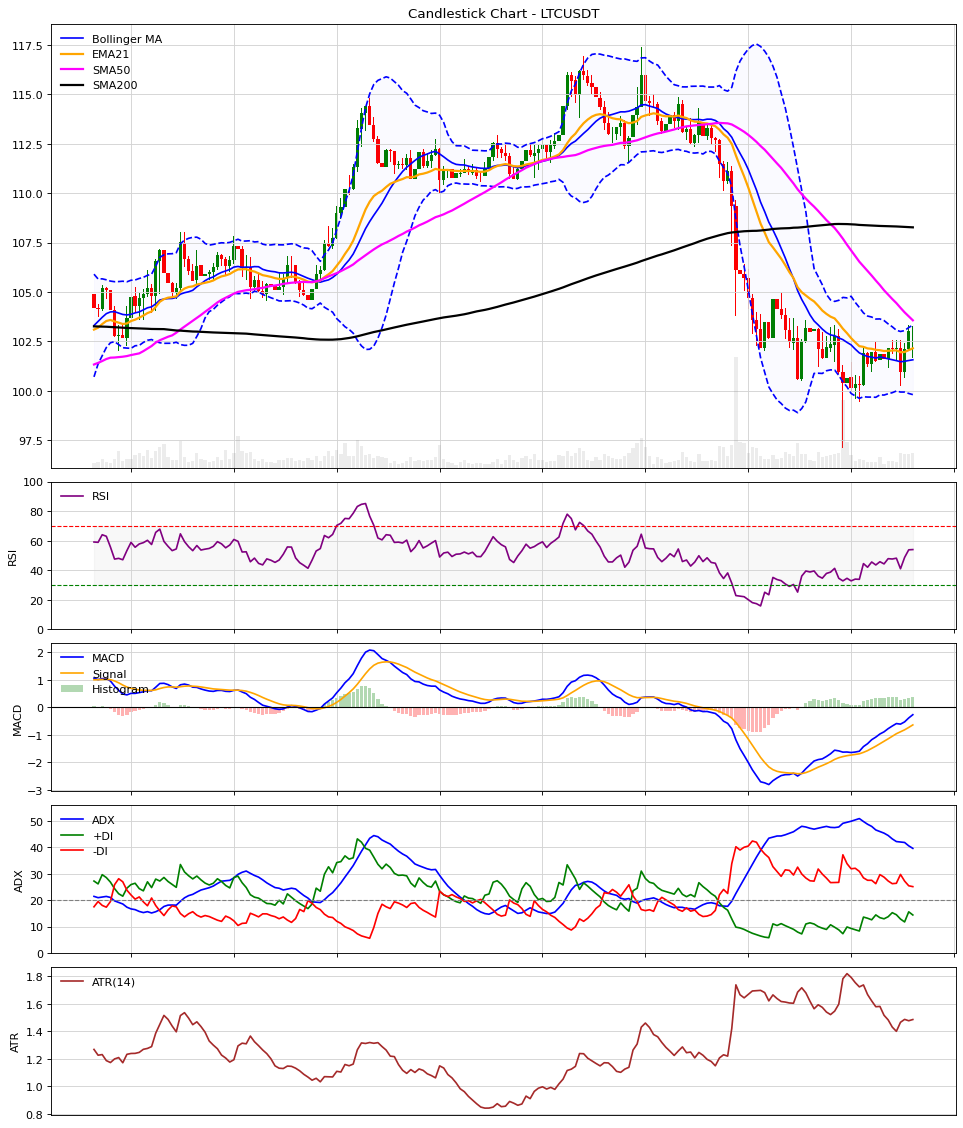 Candlestick Chart - LTCUSDT
Bollinger MA
EMA21
SMA50
SMA200
117.5
115.0
112.5
110.0
107.5
105.0
102.5
100.0
97.5
RSI
RSI
100
80
60
40
20
0
MACD
Signal
Histogram
MACD
2
1
0
−1
−2
−3
ADX
+DI
-DI
ADX
50
40
30
20
10
0
ATR(14)
ATR
1.8
1.6
1.4
1.2
1.0
0.8